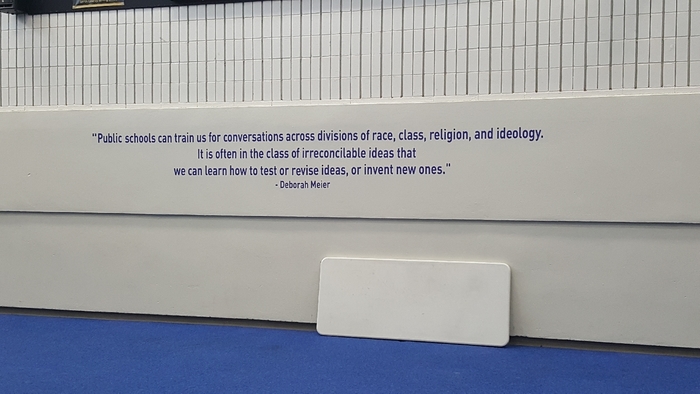 "Public schools can train us for conversations across divisions of race, class, religion, and ideology.
It is often in the class of irreconcilable ideas that
we can learn how to test or revise ideas, or invent new ones."
- Deborah Meier